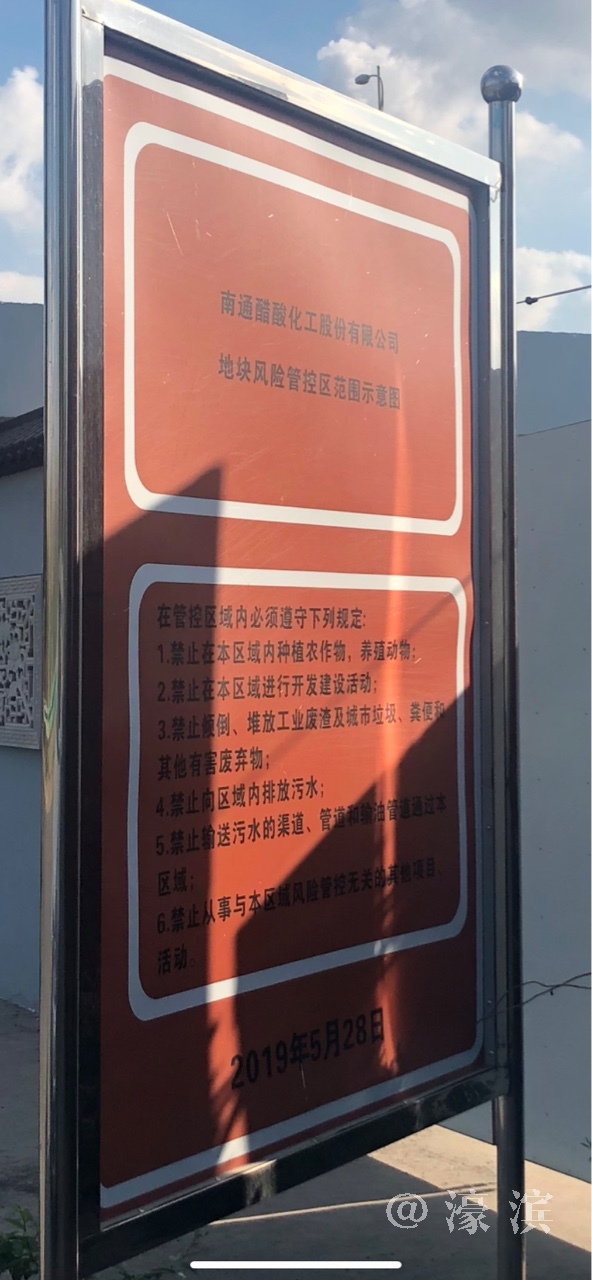 南通醋酸化工股份有限公司
地块风险管控区范围示意图
在管控区域内必须遵守下列规定:
1.禁止在本区域内种植农作物，养殖动物；
2.禁止在本区域进行开发建设活动；
3.禁止倾倒、堆放工业废渣及城市垃圾、粪便和
其他有害废弃物；
4.禁止向区域内排放污水；
5.禁止输送污水的渠道、管道和输油管道通过本
区域；
6.禁止从事与本区域风险管控无关的其他项目、
活动。
2019年5月28日
@濠滨